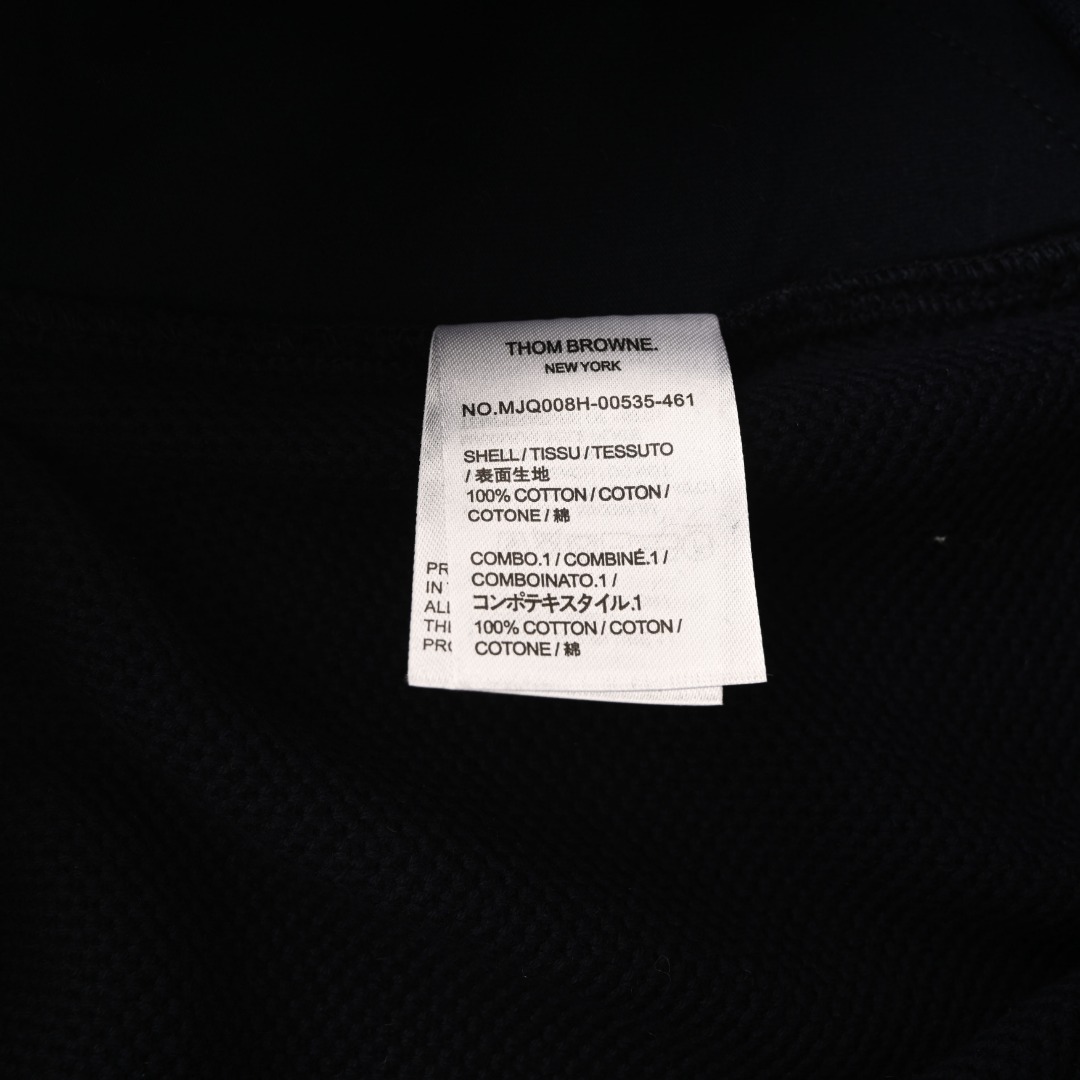 THOM BROWNE.
NEW YORK
NO.MJQ008H-00535-461
SHELL / TISSU / TESSUTO
/ 表面生地
100% COTTON / COTON /
COTONE / 綿
COMBO.1 / COMBINÉ.1 /
COMBOINATO.1 /
コンポテキスタイル.1
100% COTTON / COTON /
COTONE / 綿